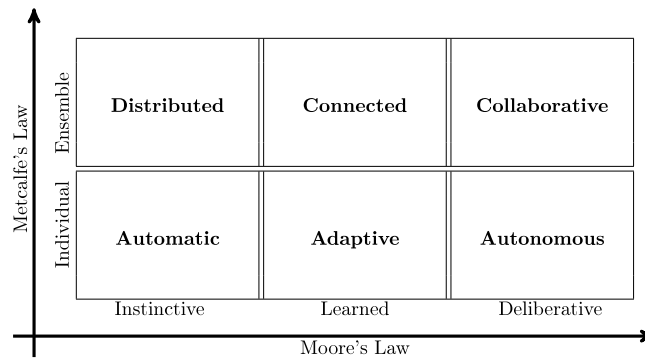 Metcalfe's Law
Ensemble
Distributed
Connected
Collaborative
Individual
Automatic
Adaptive
Autonomous
Instinctive
Learned
Deliberative
Moore's Law